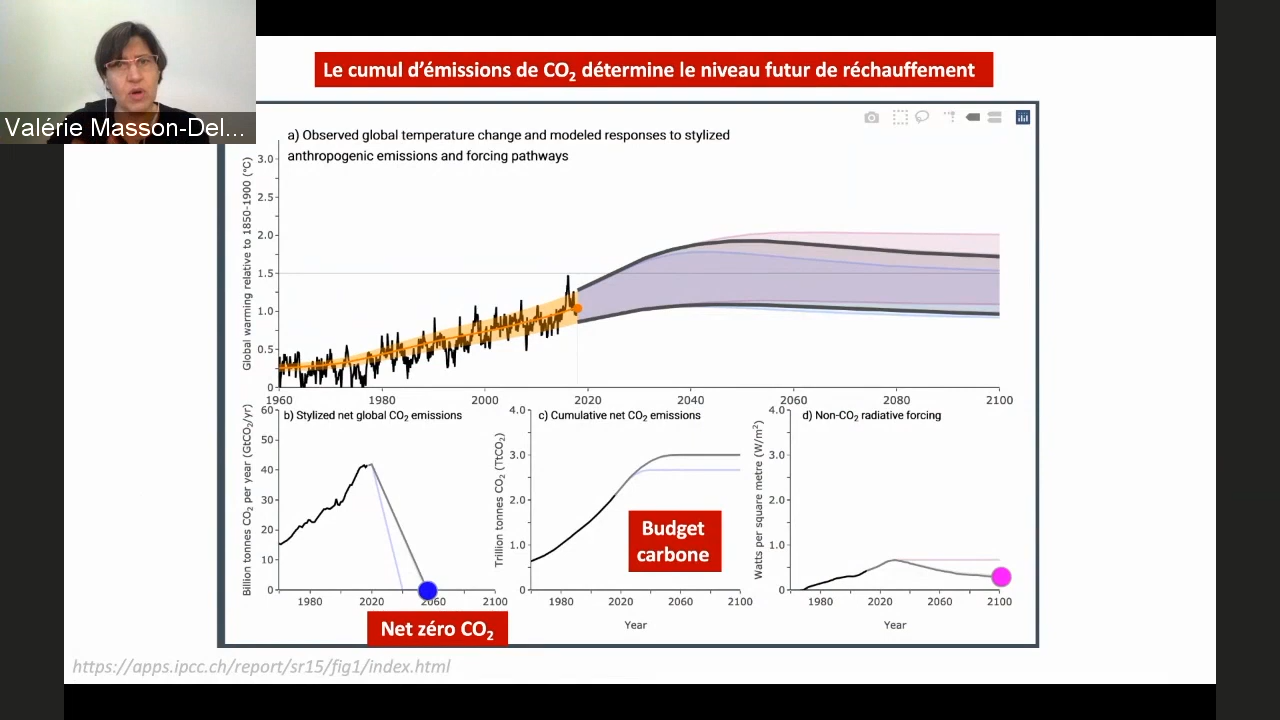 Le cumul d’émissions de CO₂ détermine le niveau futur de réchauffement
Valérie Masson-Del...
a) Observed global temperature change and modeled responses to stylized
anthropogenic emissions and forcing pathways
Global warming relative to 1850-1900 (°C)
3.0
2.5
2.0
1.5
1.0
0.5
0
1960 1980 2000 2020 2040 2060 2080 2100
b) Stylized net global CO₂ emissions
Billion tonnes CO₂ per year (GtCO₂/yr)
60
50
40
30
20
10
0
1980 2020 2060 2100
Net zéro CO₂
c) Cumulative net CO₂ emissions
Trillion tonnes CO₂ (TtCO₂)
4.0
3.0
2.0
1.0
0
1980 2020 2060 2100
Year
Budget
carbone
d) Non-CO₂ radiative forcing
Watts per square metre (W/m²)
4.0
3.0
2.0
1.0
0
1980 2020 2060 2100
Year
https://apps.ipcc.ch/report/sr15/fig1/index.html